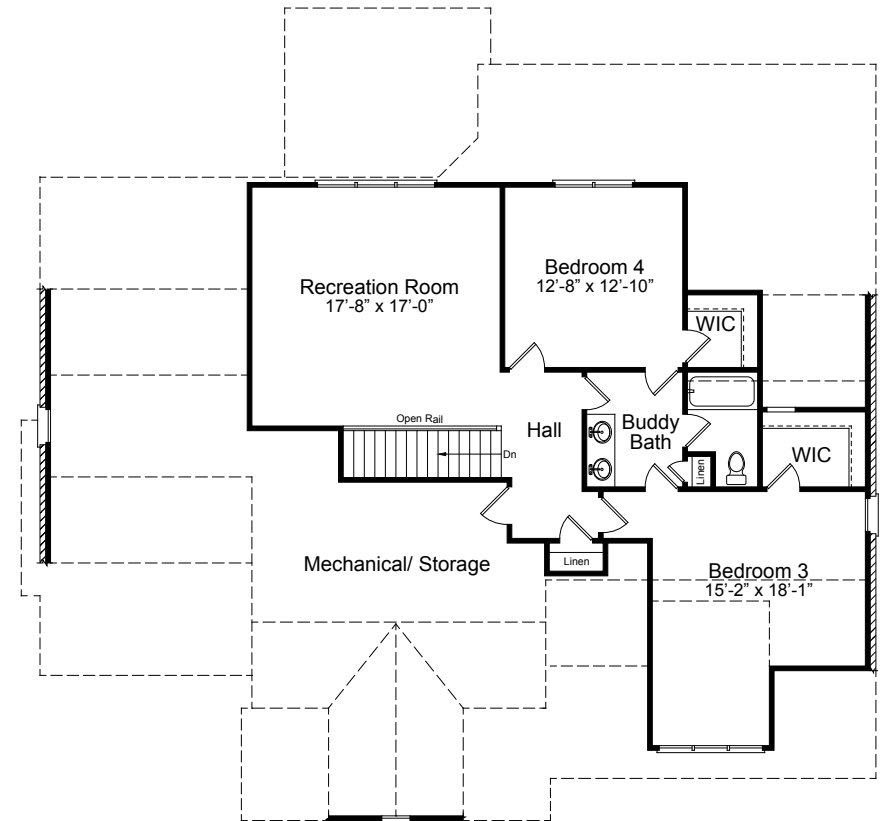 Recreation Room
17'-8” x 17'-0”
Bedroom 4
12'-8” x 12'-10”
WIC
Open Rail
Dn
Hall
Buddy
Bath
Linen
WIC
Mechanical/ Storage
Linen
Bedroom 3
15'-2” x 18'-1”